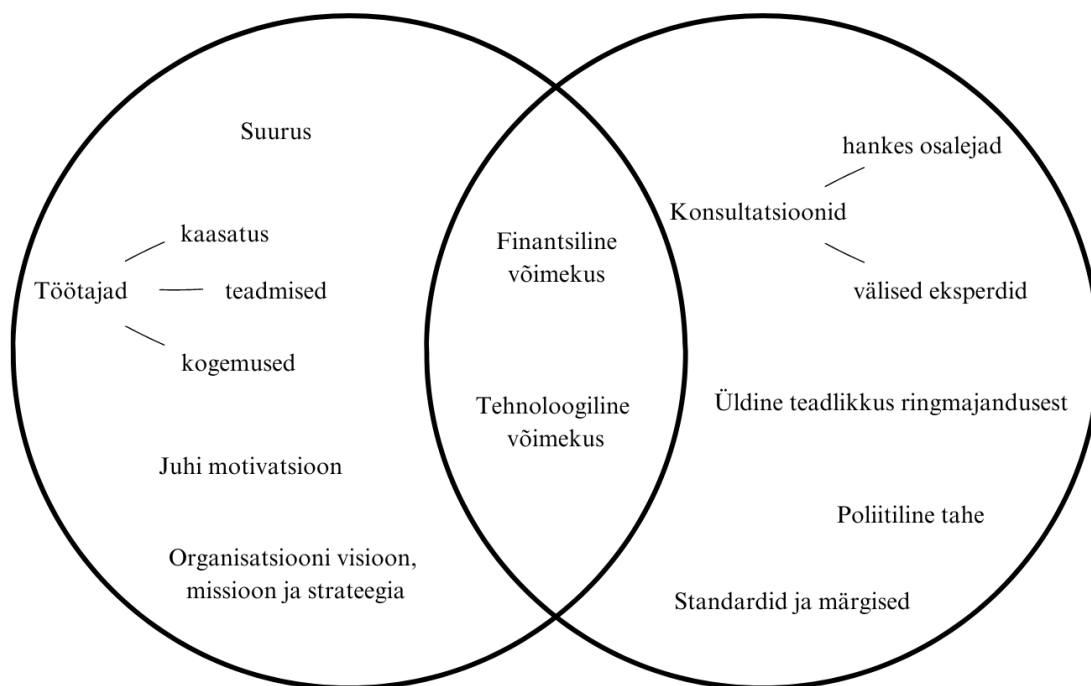 Suurus
kaasatus
Töötajad
teadmised
kogemused
Juhi motivatsioon
Organisatsiooni visioon,
missioon ja strateegia
Finantsiline
võimekus
Tehnoloogiline
võimekus
hankes osalejad
Konsultatsioonid
välised eksperdid
Üldine teadlikkus ringmajandusest
Poliitiline tahe
Standardid ja märgised